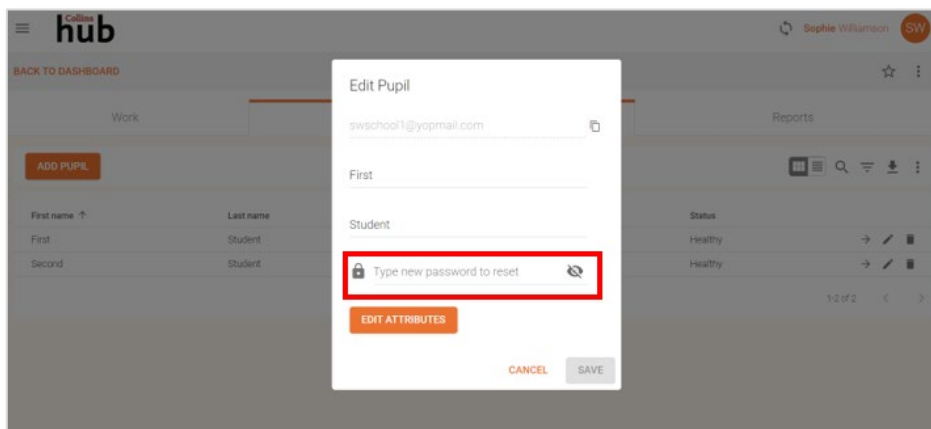 Collins
hub
Sophie Williamson SW
BACK TO DASHBOARD
Work
Reports
ADD PUPIL
First name Last name Status
First Student Healthy
Second Student Healthy
1-2 of 2
Edit Pupil
swschool1@yopmail.com
First
Student
Type new password to reset
EDIT ATTRIBUTES
CANCEL SAVE